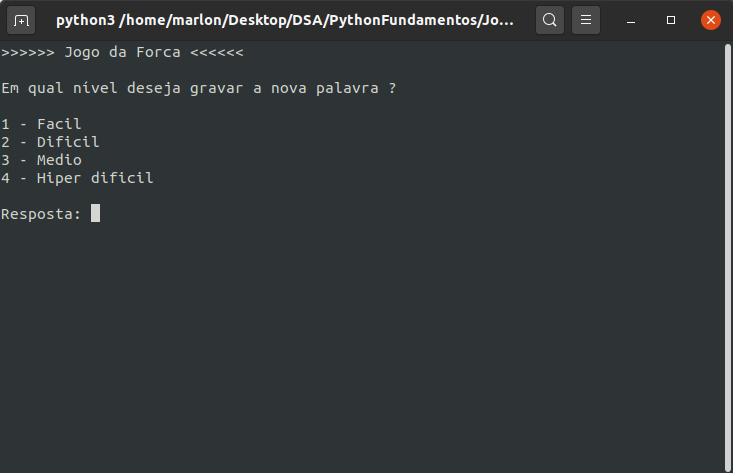 python3 /home/marlon/Desktop/DSA/PythonFundamentos/Jo...
>>>>>> Jogo da Forca <<<<<<
Em qual nível deseja gravar a nova palavra ?
1 - Facil
2 - Dificil
3 - Medio
4 - Hiper dificil
Resposta: